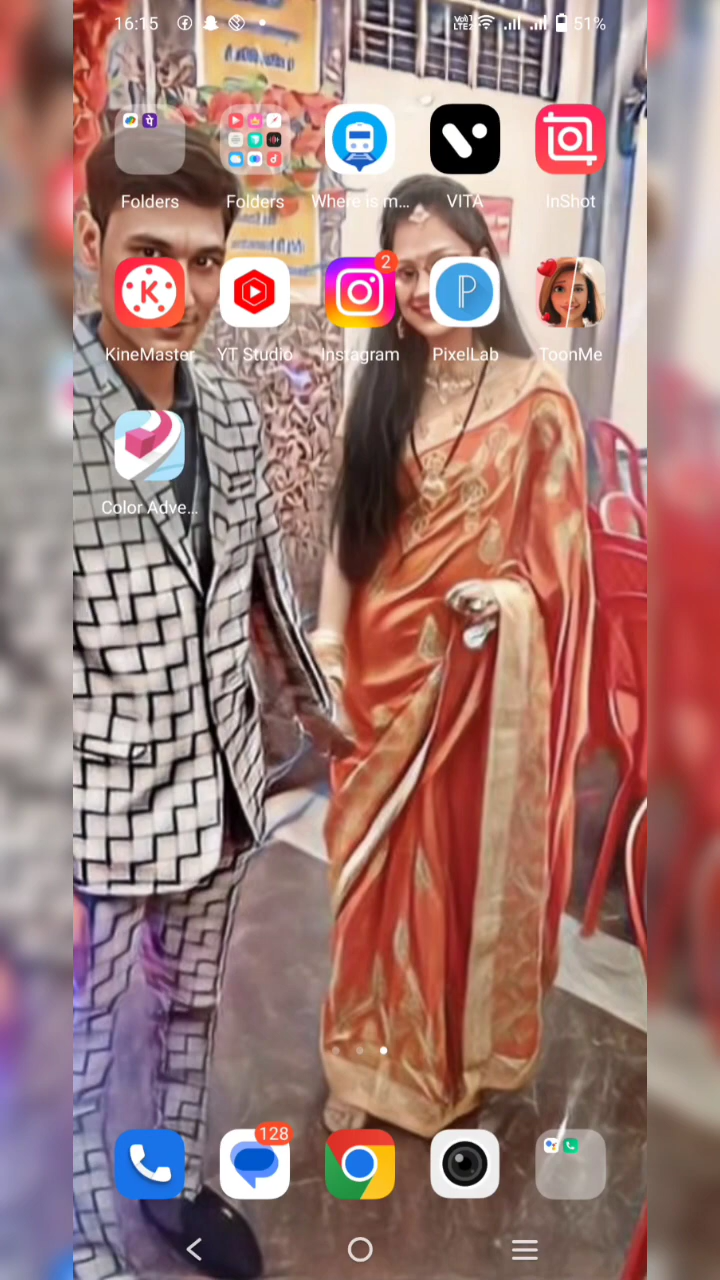 16:15
VoLTE2 51%
Folders
Folders
Where is m...
VITA
InShot
2
KineMaster
YT Studio
Instagram
PixelLab
ToonMe
Color Adve...
128